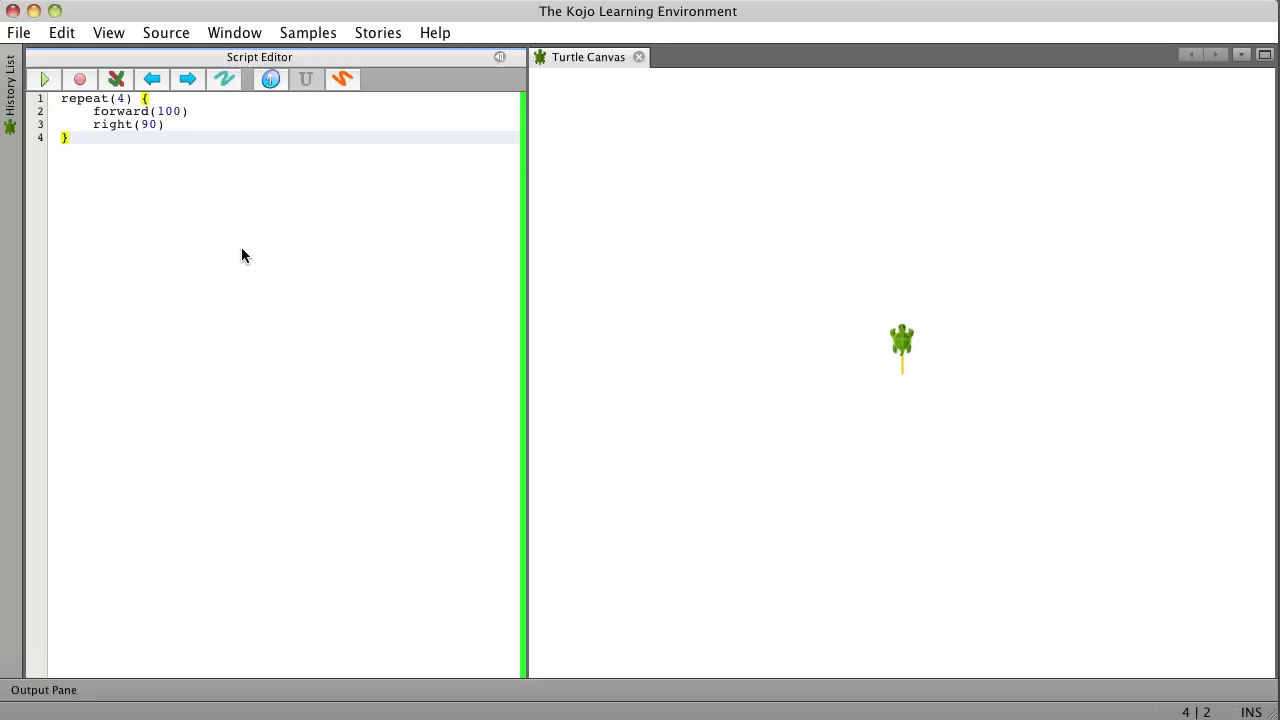 The Kojo Learning Environment
File Edit View Source Window Samples Stories Help
History List
Script Editor
Turtle Canvas
U
1 repeat(4) {
2 forward(100)
3 right(90)
4 }
Output Pane
4 | 2 INS